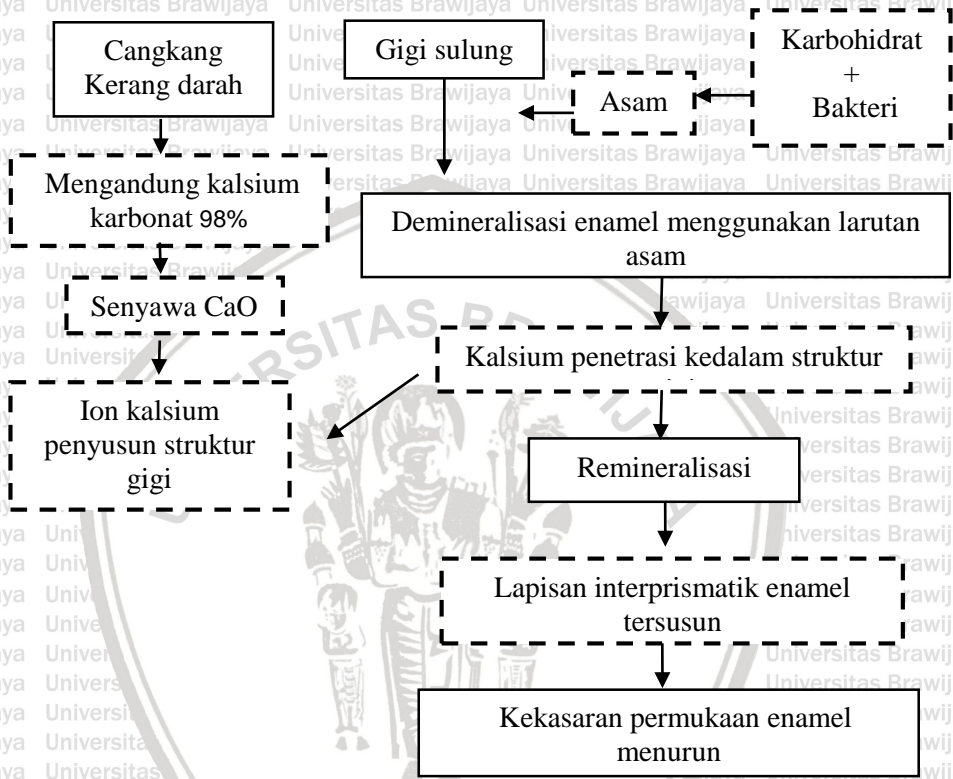 Cangkang
Kerang darah
Mengandung kalsium
karbonat 98%
Senyawa CaO
Ion kalsium
penyusun struktur
gigi
Gigi sulung
Asam
Karbohidrat
+
Bakteri
Demineralisasi enamel menggunakan larutan
asam
Kalsium penetrasi kedalam struktur
Remineralisasi
Lapisan interprismatik enamel
tersusun
Kekasaran permukaan enamel
menurun